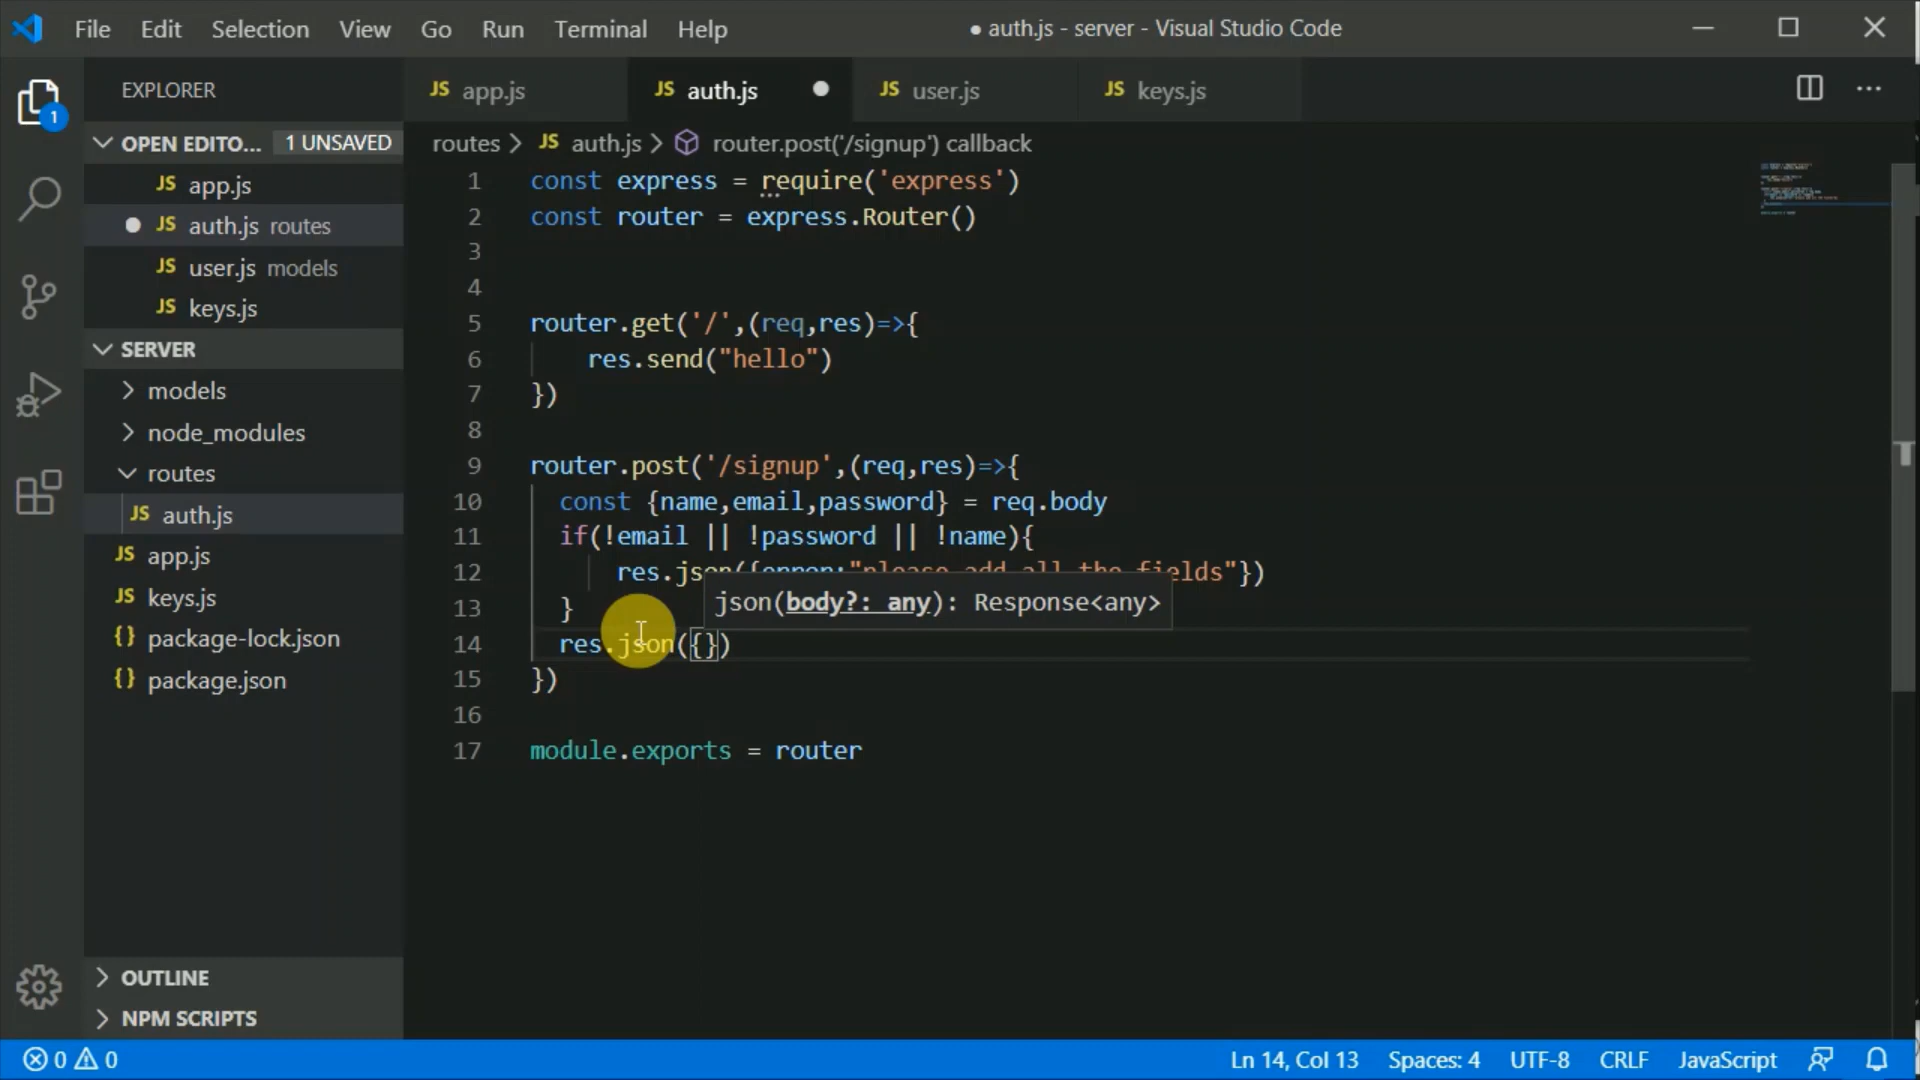 File Edit Selection View Go Run Terminal Help
● auth.js - server - Visual Studio Code
EXPLORER
1
OPEN EDITO... 1 UNSAVED
JS app.js
JS auth.js routes
JS user.js models
JS keys.js
SERVER
models
node_modules
routes
JS auth.js
JS app.js
JS keys.js
{} package-lock.json
{} package.json
OUTLINE
NPM SCRIPTS
JS app.js JS auth.js JS user.js JS keys.js
routes > JS auth.js > router.post('/signup') callback
1 const express = require('express')
2 const router = express.Router()
3
4
5 router.get('/',(req,res)=>{
6 res.send("hello")
7 })
8
9 router.post('/signup',(req,res)=>{
10 const {name,email,password} = req.body
11 if(!email || !password || !name){
12 res.json({error:"please add all the fields"})
json(body?: any): Response<any>
13 }
14 res.json({})
15 })
16
17 module.exports = router
0 0 Ln 14, Col 13 Spaces: 4 UTF-8 CRLF JavaScript